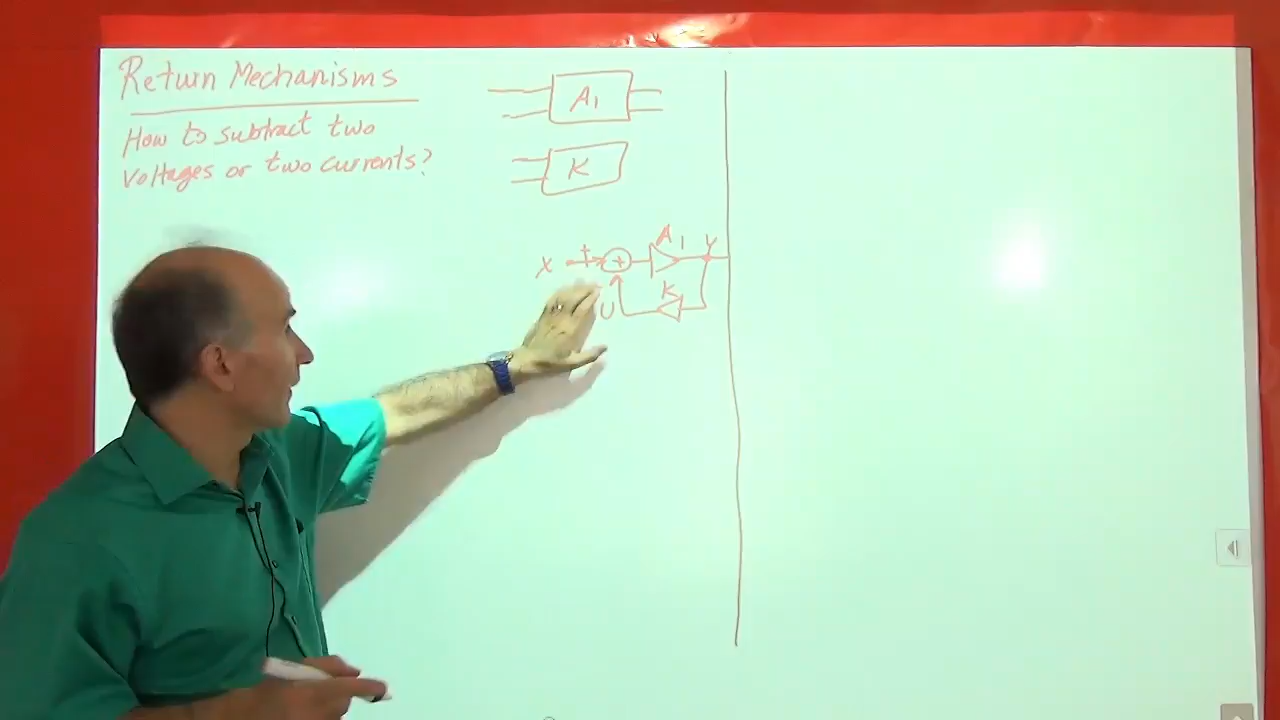 Return Mechanisms
How to subtract two
voltages or two currents?
A1
K
X + + A1 Y
K
U